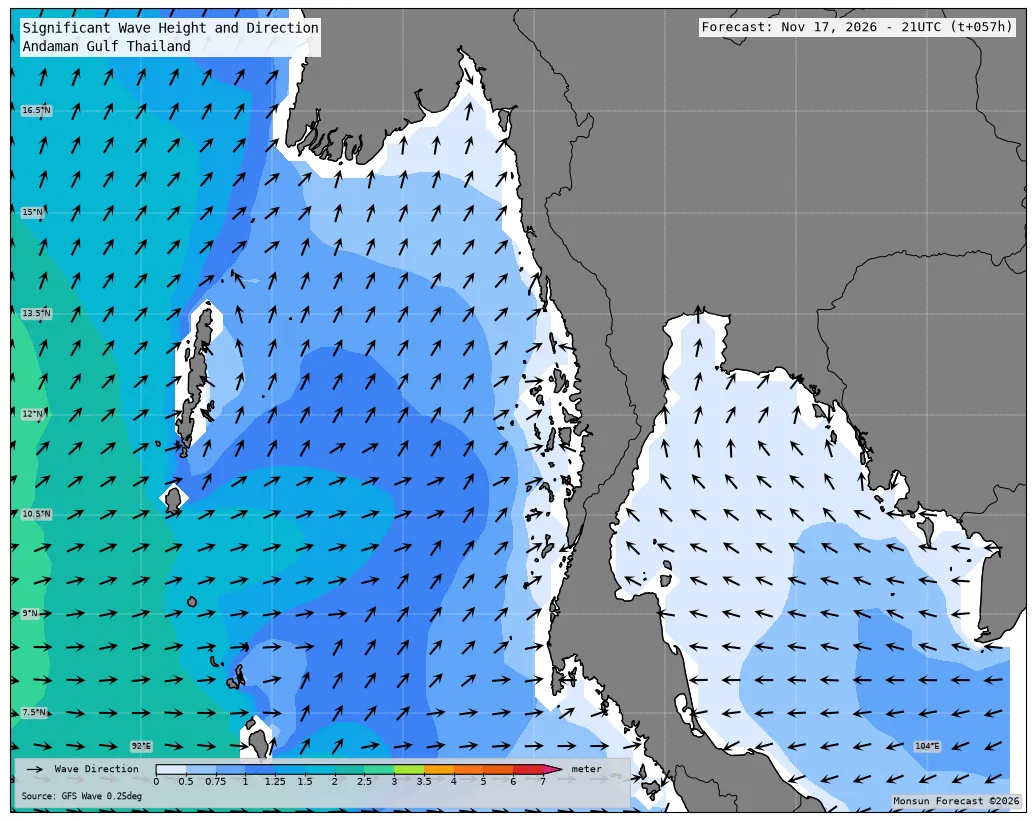 Significant Wave Height and Direction
Andaman Gulf Thailand
Forecast: Nov 17, 2026 - 21UTC (t+057h)
16.5°N
15°N
13.5°N
12°N
10.5°N
9°N
7.5°N
92°E
104°E
Wave Direction
meter
0.5 0.75 1 1.25 1.5 2 2.5 3.5 4 5 6 7
Source: GFS Wave 0.25deg
Monsun Forecast ©2026